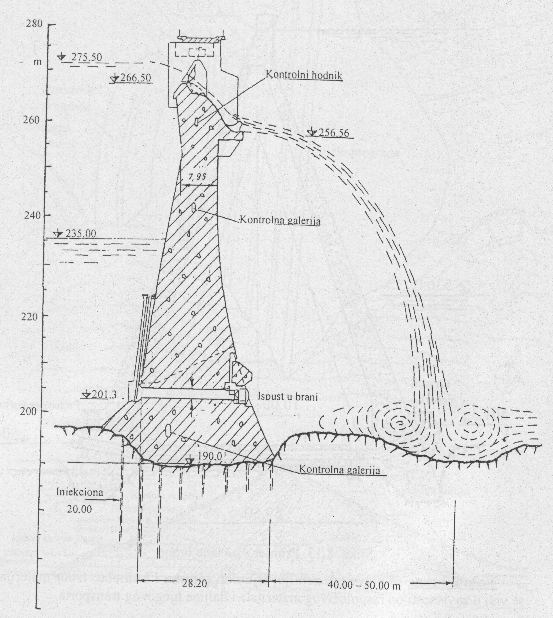 280
m
275,50
266,50
Kontrolni hodnik
260
256,56
7,95
240
Kontrolna galerija
235,00
220
201.3
Ispust u brani
200
190.0
Kontrolna galerija
Injekciona
20.00
28.20
40.00 – 50.00 m